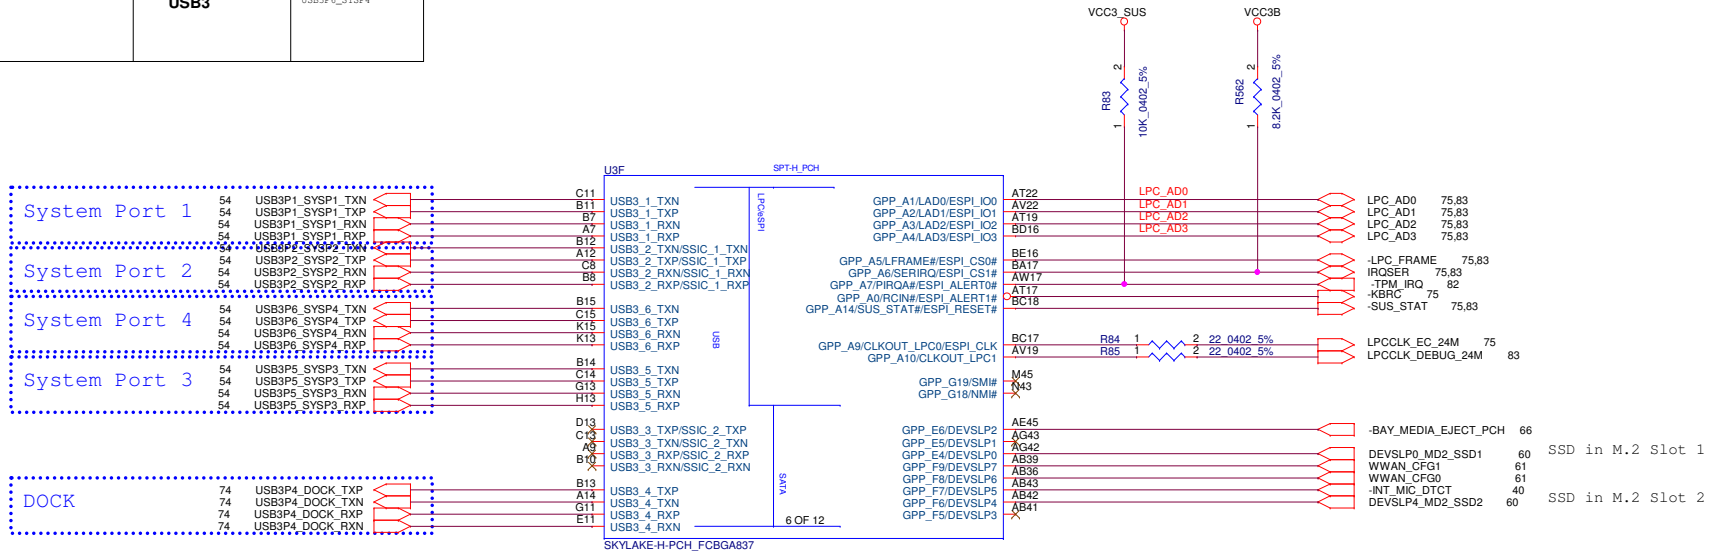 USB3
USB3P6_SYSP4
VCC3_SUS
VCC3B
2
R83
10K_0402_5%
1
2
R562
8.2K_0402_5%
1
U3F
SPT-H_PCH
System Port 1
54 USB3P1_SYSP1_TXN C11 USB3_1_TXN
54 USB3P1_SYSP1_TXP B11 USB3_1_TXP
54 USB3P1_SYSP1_RXN B7 USB3_1_RXN
54 USB3P1_SYSP1_RXP A7 USB3_1_RXP
System Port 2
54 USB3P2_SYSP2_TXN B12 USB3_2_TXN/SSIC_1_TXN
54 USB3P2_SYSP2_TXP A12 USB3_2_TXP/SSIC_1_TXP
54 USB3P2_SYSP2_RXN C8 USB3_2_RXN/SSIC_1_RXN
54 USB3P2_SYSP2_RXP B8 USB3_2_RXP/SSIC_1_RXP
System Port 4
54 USB3P6_SYSP4_TXN B15 USB3_6_TXN
54 USB3P6_SYSP4_TXP C15 USB3_6_TXP
54 USB3P6_SYSP4_RXN K15 USB3_6_RXN
54 USB3P6_SYSP4_RXP K13 USB3_6_RXP
System Port 3
54 USB3P5_SYSP3_TXN B14 USB3_5_TXN
54 USB3P5_SYSP3_TXP C14 USB3_5_TXP
54 USB3P5_SYSP3_RXN G13 USB3_5_RXN
54 USB3P5_SYSP3_RXP H13 USB3_5_RXP
D13 USB3_3_TXP/SSIC_2_TXP
C13 USB3_3_TXN/SSIC_2_TXN
A9 USB3_3_RXP/SSIC_2_RXP
B10 USB3_3_RXN/SSIC_2_RXN
DOCK
74 USB3P4_DOCK_TXP B13 USB3_4_TXP
74 USB3P4_DOCK_TXN A14 USB3_4_TXN
74 USB3P4_DOCK_RXP G11 USB3_4_RXP
74 USB3P4_DOCK_RXN E11 USB3_4_RXN
LPC/eSPI
USB
SATA
6 OF 12
GPP_A1/LAD0/ESPI_IO0 AT22 LPC_AD0 LPC_AD0 75,83
GPP_A2/LAD1/ESPI_IO1 AV22 LPC_AD1 LPC_AD1 75,83
GPP_A3/LAD2/ESPI_IO2 AT19 LPC_AD2 LPC_AD2 75,83
GPP_A4/LAD3/ESPI_IO3 BD16 LPC_AD3 LPC_AD3 75,83
GPP_A5/LFRAME#/ESPI_CS0# BE16 -LPC_FRAME 75,83
GPP_A6/SERIRQ/ESPI_CS1# BA17 IRQSER 75,83
GPP_A7/PIRQA#/ESPI_ALERT0# AW17 -TPM_IRQ 82
GPP_A0/RCIN#/ESPI_ALERT1# AT17 -KBRC 75
GPP_A14/SUS_STAT#/ESPI_RESET# BC18 -SUS_STAT 75,83
GPP_A9/CLKOUT_LPC0/ESPI_CLK BC17 R84 1 2 22_0402_5% LPCCLK_EC_24M 75
GPP_A10/CLKOUT_LPC1 AV19 R85 1 2 22_0402_5% LPCCLK_DEBUG_24M 83
GPP_G19/SMI# M45
GPP_G18/NMI# N43
GPP_E6/DEVSLP2 AE45 -BAY_MEDIA_EJECT_PCH 66
GPP_E5/DEVSLP1 AG43
GPP_E4/DEVSLP0 AG42 DEVSLP0_MD2_SSD1 60 SSD in M.2 Slot 1
GPP_F9/DEVSLP7 AB39 WWAN_CFG1 61
GPP_F8/DEVSLP6 AB36 WWAN_CFG0 61
GPP_F7/DEVSLP5 AB43 -INT_MIC_DTCT 40
GPP_F6/DEVSLP4 AB42 DEVSLP4_MD2_SSD2 60 SSD in M.2 Slot 2
GPP_F5/DEVSLP3 AB41
SKYLAKE-H-PCH_FCBGA837